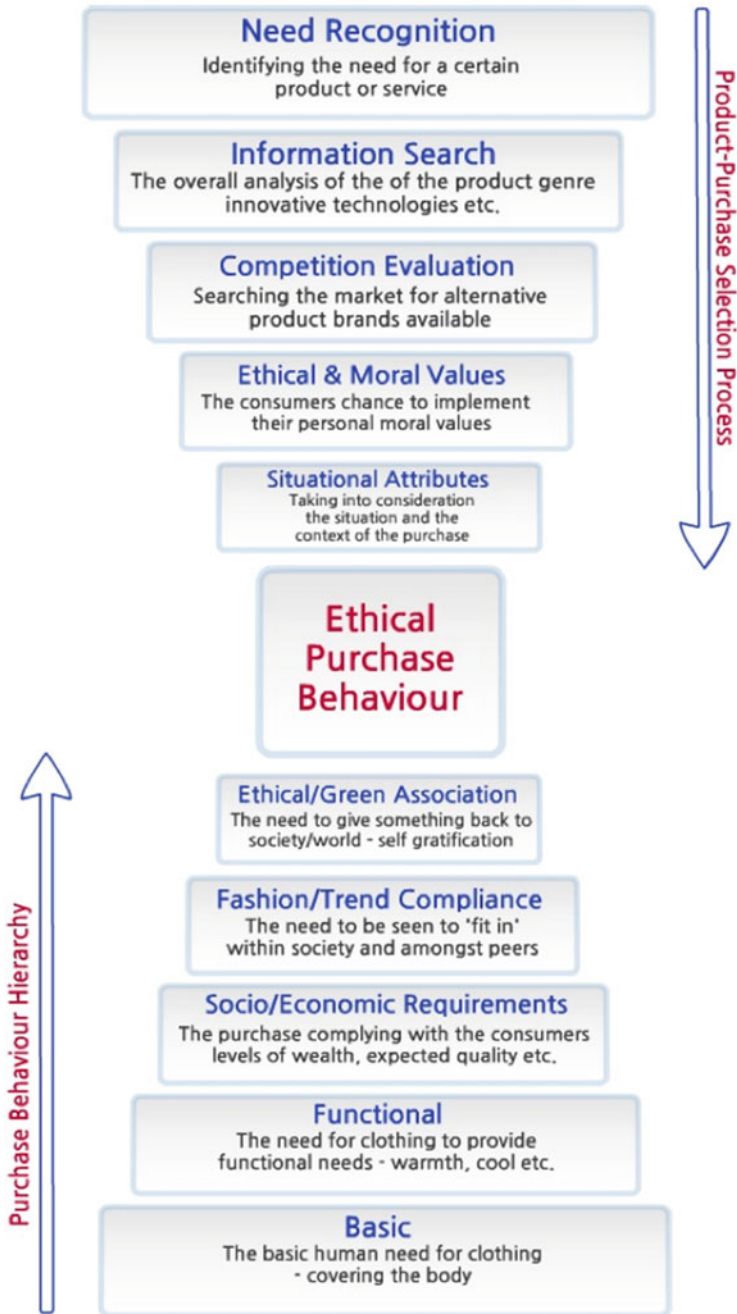 Need Recognition
Identifying the need for a certain
product or service
Information Search
The overall analysis of the of the product genre
innovative technologies etc.
Competition Evaluation
Searching the market for alternative
product brands available
Ethical & Moral Values
The consumers chance to implement
their personal moral values
Situational Attributes
Taking into consideration
the situation and the
context of the purchase
Product-Purchase Selection Process
Ethical
Purchase
Behaviour
Ethical/Green Association
The need to give something back to
society/world - self gratification
Fashion/Trend Compliance
The need to be seen to 'fit in'
within society and amongst peers
Socio/Economic Requirements
The purchase complying with the consumers
levels of wealth, expected quality etc.
Functional
The need for clothing to provide
functional needs - warmth, cool etc.
Basic
The basic human need for clothing
- covering the body
Purchase Behaviour Hierarchy